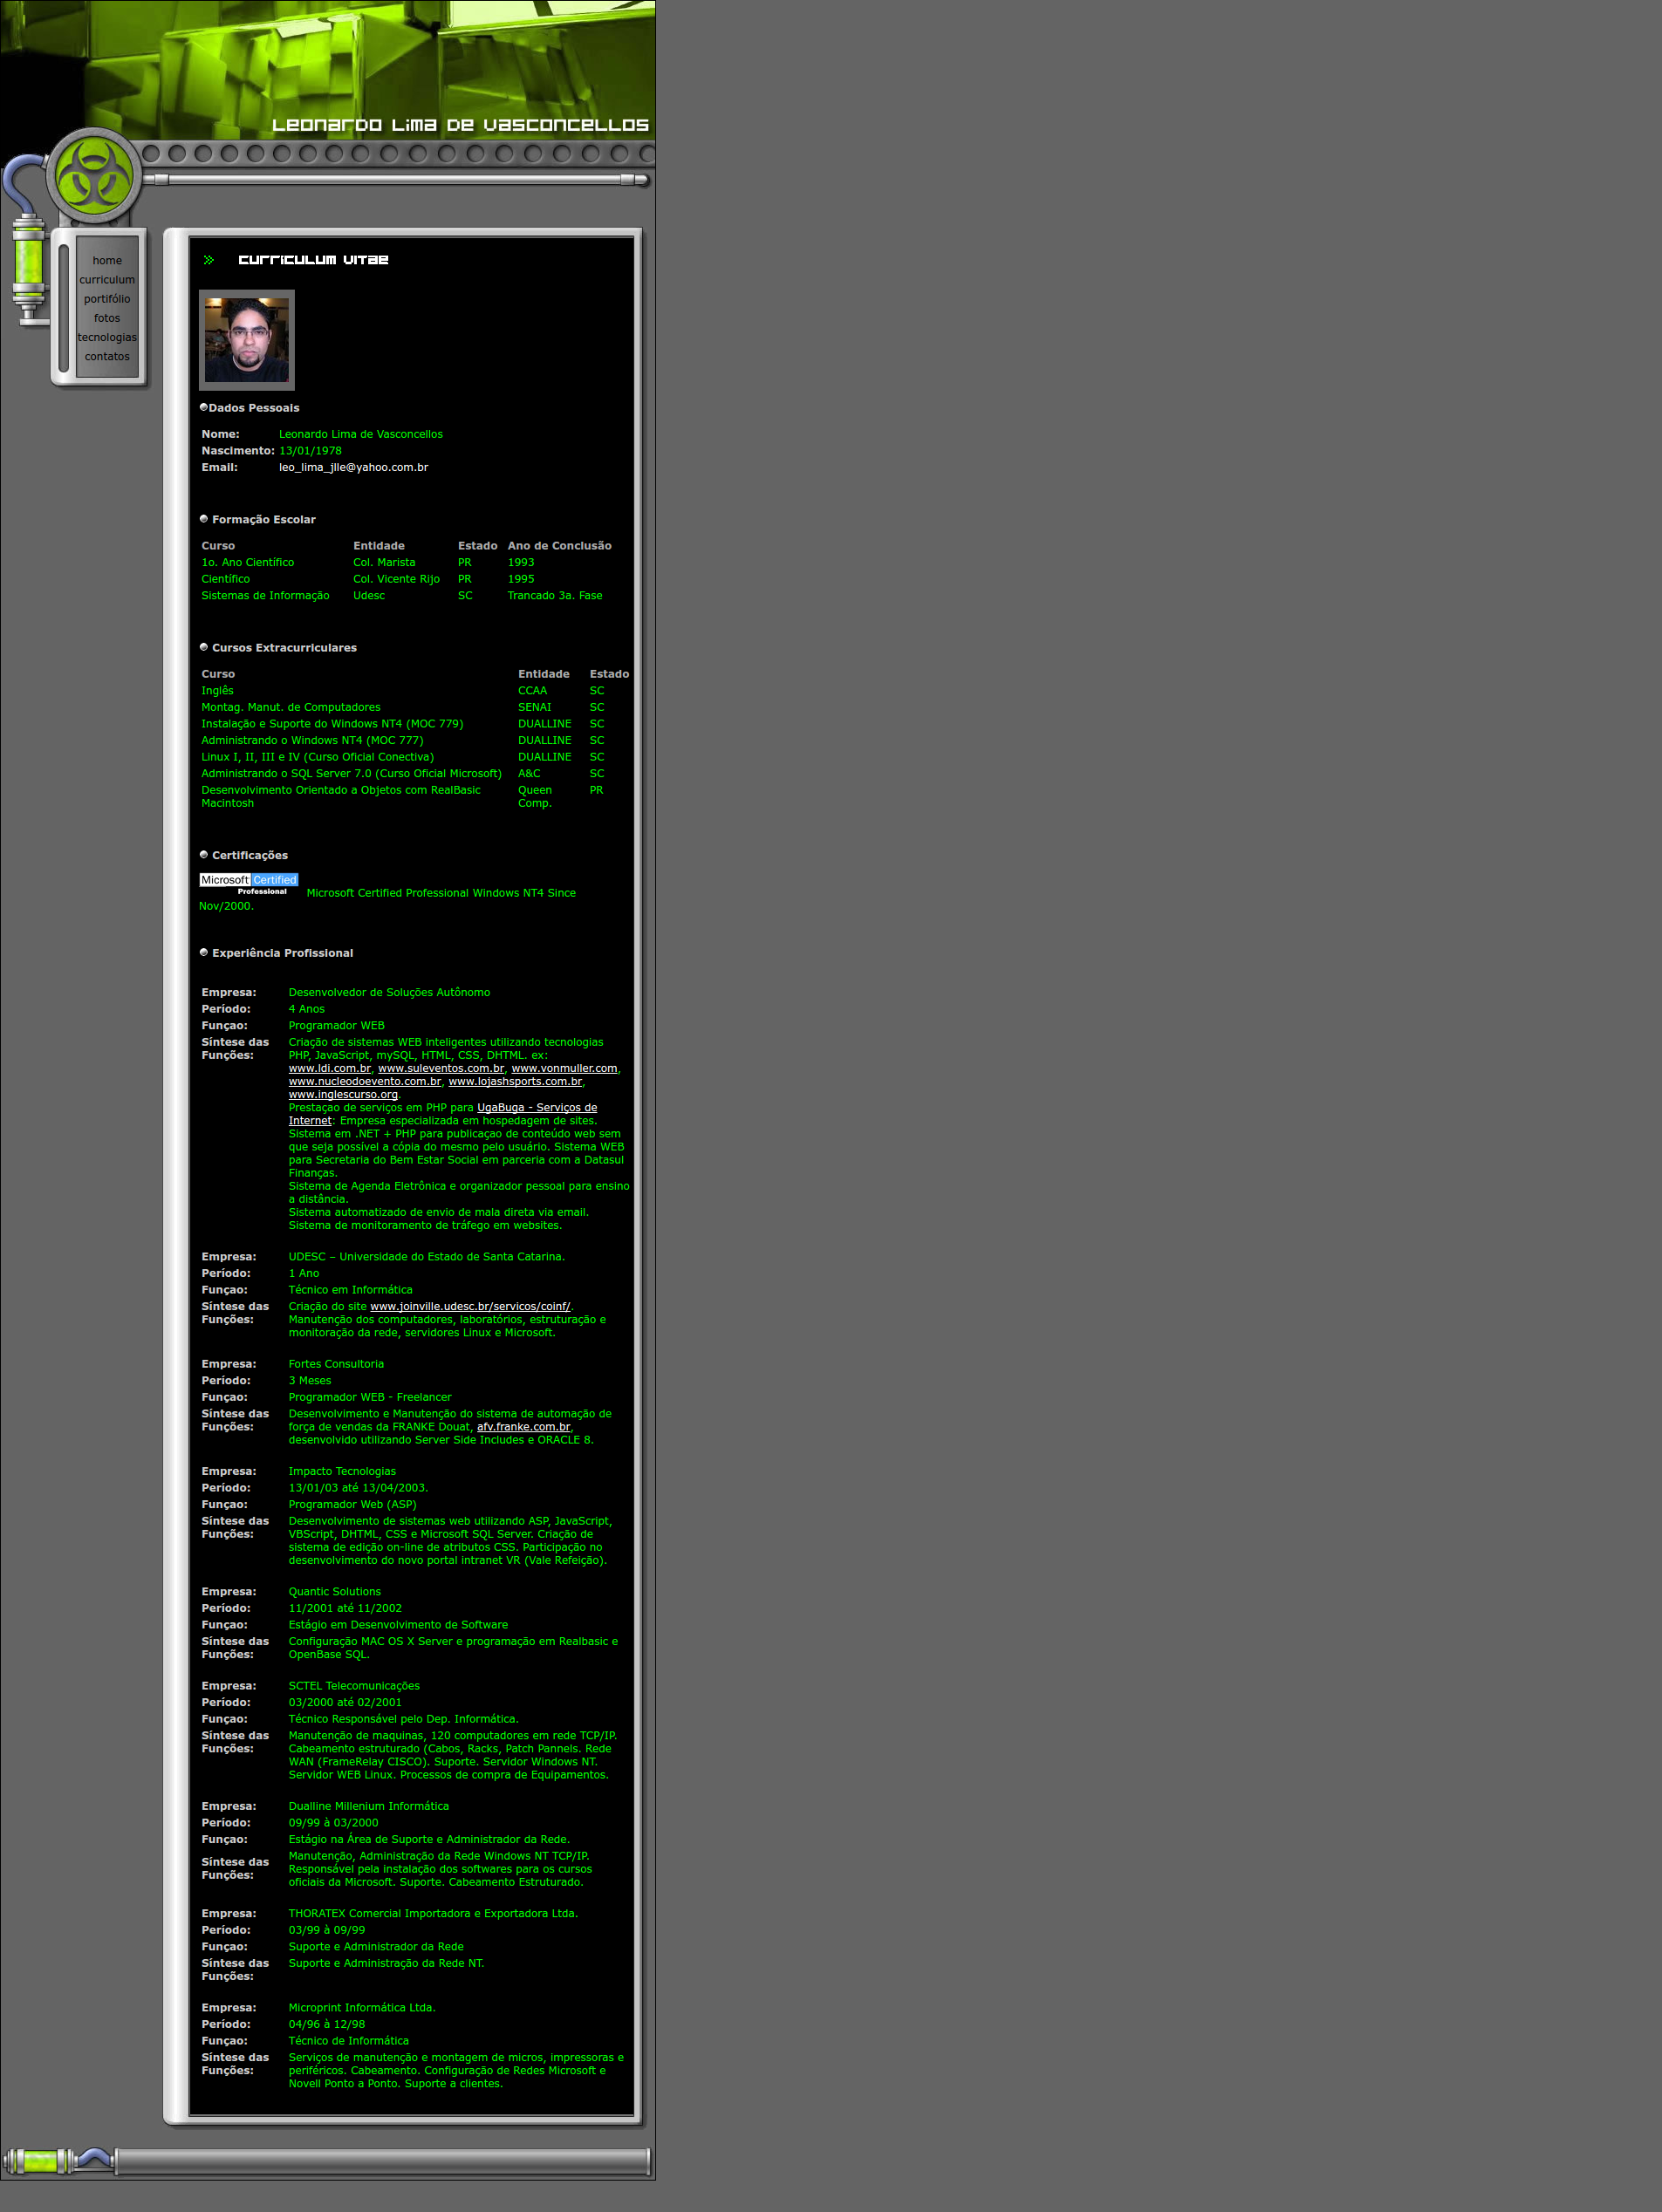 Leonardo Lima de Vasconcellos
home
curriculum
portifólio
fotos
tecnologias
contatos
Curriculum Vitae
Dados Pessoais
Nome: Leonardo Lima de Vasconcellos
Nascimento: 13/01/1978
Email: leo_lima_jlle@yahoo.com.br
Formação Escolar
Curso Entidade Estado Ano de Conclusão
1o. Ano Científico Col. Marista PR 1993
Científico Col. Vicente Rijo PR 1995
Sistemas de Informação Udesc SC Trancado 3a. Fase
Cursos Extracurriculares
Curso Entidade Estado
Inglês CCAA SC
Montag. Manut. de Computadores SENAI SC
Instalação e Suporte do Windows NT4 (MOC 779) DUALLINE SC
Administrando o Windows NT4 (MOC 777) DUALLINE SC
Linux I, II, III e IV (Curso Oficial Conectiva) DUALLINE SC
Administrando o SQL Server 7.0 (Curso Oficial Microsoft) A&C SC
Desenvolvimento Orientado a Objetos com RealBasic Queen PR
Macintosh Comp.
Certificações
Microsoft Certified
Professional Microsoft Certified Professional Windows NT4 Since
Nov/2000.
Experiência Profissional
Empresa: Desenvolvedor de Soluções Autônomo
Período: 4 Anos
Funçao: Programador WEB
Síntese das Criação de sistemas WEB inteligentes utilizando tecnologias
Funções: PHP, JavaScript, mySQL, HTML, CSS, DHTML. ex:
www.ldi.com.br, www.suleventos.com.br, www.vonmuller.com,
www.nucleodoevento.com.br, www.lojashsports.com.br,
www.inglescurso.org.
Prestaçao de serviços em PHP para UgaBuga - Serviços de
Internet: Empresa especializada em hospedagem de sites.
Sistema em .NET + PHP para publicaçao de conteúdo web sem
que seja possível a cópia do mesmo pelo usuário. Sistema WEB
para Secretaria do Bem Estar Social em parceria com a Datasul
Finanças.
Sistema de Agenda Eletrônica e organizador pessoal para ensino
a distância.
Sistema automatizado de envio de mala direta via email.
Sistema de monitoramento de tráfego em websites.
Empresa: UDESC – Universidade do Estado de Santa Catarina.
Período: 1 Ano
Funçao: Técnico em Informática
Síntese das Criação do site www.joinville.udesc.br/servicos/coinf/.
Funções: Manutenção dos computadores, laboratórios, estruturação e
monitoração da rede, servidores Linux e Microsoft.
Empresa: Fortes Consultoria
Período: 3 Meses
Funçao: Programador WEB - Freelancer
Síntese das Desenvolvimento e Manutenção do sistema de automação de
Funções: força de vendas da FRANKE Douat, afv.franke.com.br,
desenvolvido utilizando Server Side Includes e ORACLE 8.
Empresa: Impacto Tecnologias
Período: 13/01/03 até 13/04/2003.
Funçao: Programador Web (ASP)
Síntese das Desenvolvimento de sistemas web utilizando ASP, JavaScript,
Funções: VBScript, DHTML, CSS e Microsoft SQL Server. Criação de
sistema de edição on-line de atributos CSS. Participação no
desenvolvimento do novo portal intranet VR (Vale Refeição).
Empresa: Quantic Solutions
Período: 11/2001 até 11/2002
Funçao: Estágio em Desenvolvimento de Software
Síntese das Configuração MAC OS X Server e programação em Realbasic e
Funções: OpenBase SQL.
Empresa: SCTEL Telecomunicações
Período: 03/2000 até 02/2001
Funçao: Técnico Responsável pelo Dep. Informática.
Síntese das Manutenção de maquinas, 120 computadores em rede TCP/IP.
Funções: Cabeamento estruturado (Cabos, Racks, Patch Pannels. Rede
WAN (FrameRelay CISCO). Suporte. Servidor Windows NT.
Servidor WEB Linux. Processos de compra de Equipamentos.
Empresa: Dualline Millenium Informática
Período: 09/99 à 03/2000
Funçao: Estágio na Área de Suporte e Administrador da Rede.
Síntese das Manutenção, Administração da Rede Windows NT TCP/IP.
Funções: Responsável pela instalação dos softwares para os cursos
oficiais da Microsoft. Suporte. Cabeamento Estruturado.
Empresa: THORATEX Comercial Importadora e Exportadora Ltda.
Período: 03/99 à 09/99
Funçao: Suporte e Administrador da Rede
Síntese das Suporte e Administração da Rede NT.
Funções:
Empresa: Microprint Informática Ltda.
Período: 04/96 à 12/98
Funçao: Técnico de Informática
Síntese das Serviços de manutenção e montagem de micros, impressoras e
Funções: periféricos. Cabeamento. Configuração de Redes Microsoft e
Novell Ponto a Ponto. Suporte a clientes.